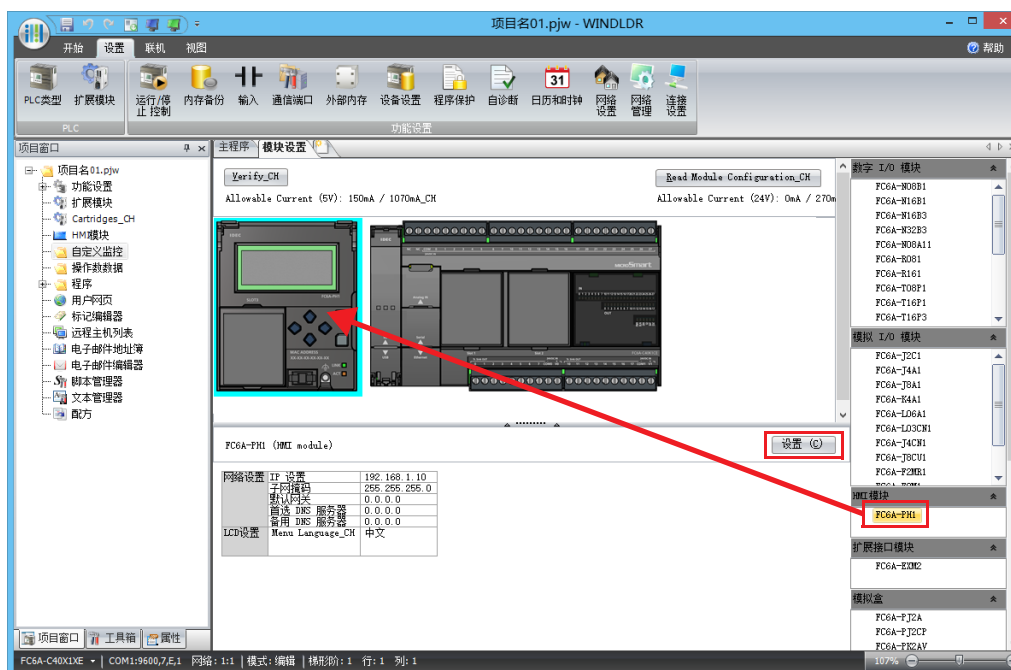 项目名01.pjw - WINDLDR
开始 设置 联机 视图 帮助
PLC类型 扩展模块 运行/停止 控制 内存备份 输入 通信端口 外部内存 设备设置 程序保护 自诊断 31 日历和时钟 网络设置 网络管理 连接设置
PLC 功能设置
项目窗口
项目名01.pjw
功能设置
扩展模块
Cartridges_CH
HMI模块
自定义监控
操作数数据
程序
用户网页
标记编辑器
远程主机列表
电子邮件地址簿
电子邮件编辑器
脚本管理器
文本管理器
配方
项目窗口 工具箱 属性
主程序 模块设置
Verify_CH
Read Module Configuration_CH
Allowable Current (5V): 150mA / 1070mA_CH
Allowable Current (24V): 0mA / 270m
FC6A-PH1
MAC ADDRESS
FC6A-PH1 (HMI module)
设置 (C)
网络设置 IP 设置 192.168.1.10
子网掩码 255.255.255.0
默认网关 0.0.0.0
首选 DNS 服务器 0.0.0.0
备用 DNS 服务器 0.0.0.0
LCD设置 Menu Language_CH 中文
数字 I/O 模块
FC6A-N08B1
FC6A-N16B1
FC6A-N16B3
FC6A-N32B3
FC6A-N08A11
FC6A-R081
FC6A-R161
FC6A-T08P1
FC6A-T16P1
FC6A-T16P3
模拟 I/O 模块
FC6A-J2C1
FC6A-J4A1
FC6A-J8A1
FC6A-K4A1
FC6A-L06A1
FC6A-L03CN1
FC6A-J4CN1
FC6A-J8CU1
FC6A-F2MR1
HMI模块
FC6A-PH1
扩展接口模块
FC6A-EXM2
模拟盒
FC6A-PJ2A
FC6A-PJ2CP
FC6A-PK2AV
FC6A-C40X1XE COM1:9600,7,E,1 网络: 1:1 模式: 编辑 梯形阶: 1 行: 1 列: 1 107%